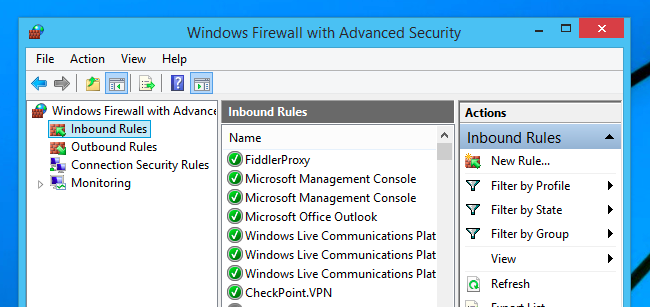 Windows Firewall with Advanced Security
File Action View Help
Windows Firewall with Advance
Inbound Rules
Outbound Rules
Connection Security Rules
Monitoring
Inbound Rules
Name
FiddlerProxy
Microsoft Management Console
Microsoft Management Console
Microsoft Office Outlook
Windows Live Communications Plat
Windows Live Communications Plat
Windows Live Communications Plat
CheckPoint.VPN
Actions
Inbound Rules
New Rule...
Filter by Profile
Filter by State
Filter by Group
View
Refresh
Export List